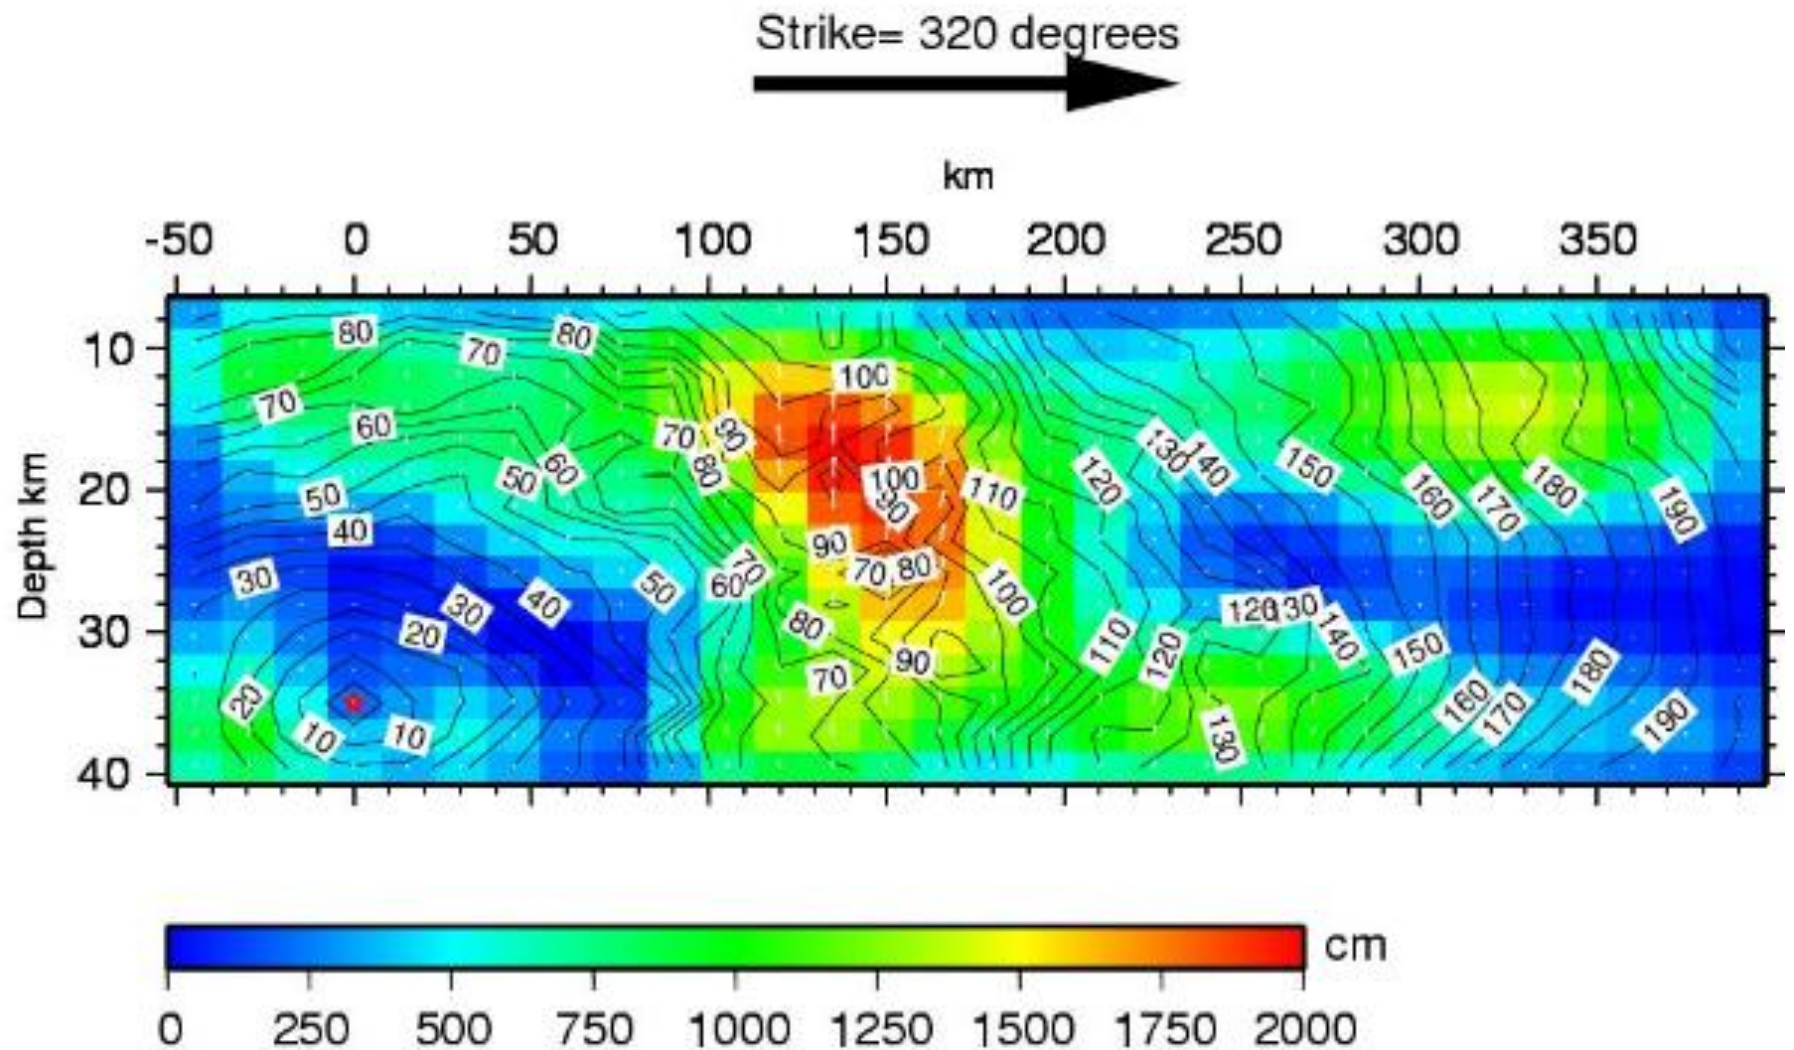 Strike= 320 degrees
km
-50 0 50 100 150 200 250 300 350
Depth km
10
20
30
40
80 70 80 100
70 60 70 90
50 60 80 100 90 110 120 130 140 150 160 170 180 190
50 40
30 30 40 50 60 70 90 70 80 100 120 130 140 150
20 80 90 110 120 180
20 10 10 70 130 160 170 190
cm
0 250 500 750 1000 1250 1500 1750 2000